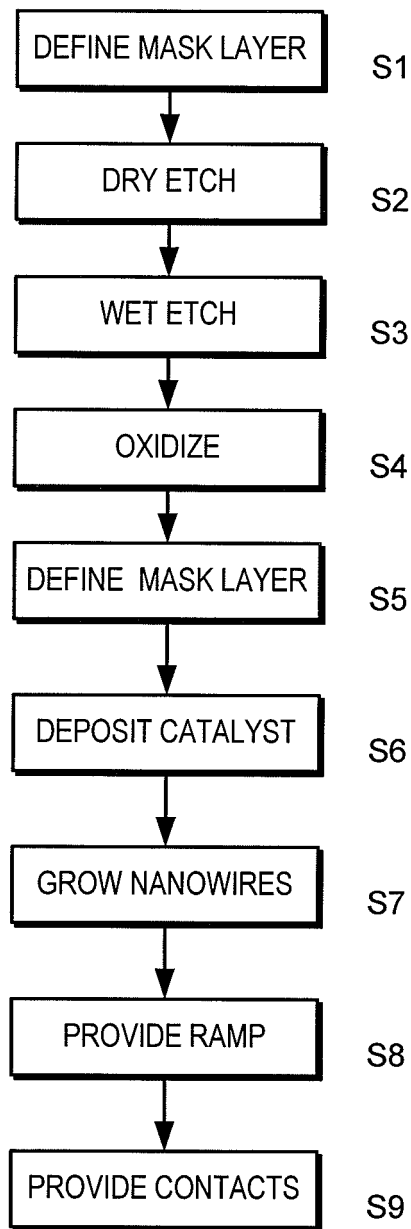 DEFINE MASK LAYER S1
DRY ETCH S2
WET ETCH S3
OXIDIZE S4
DEFINE MASK LAYER S5
DEPOSIT CATALYST S6
GROW NANOWIRES S7
PROVIDE RAMP S8
PROVIDE CONTACTS S9